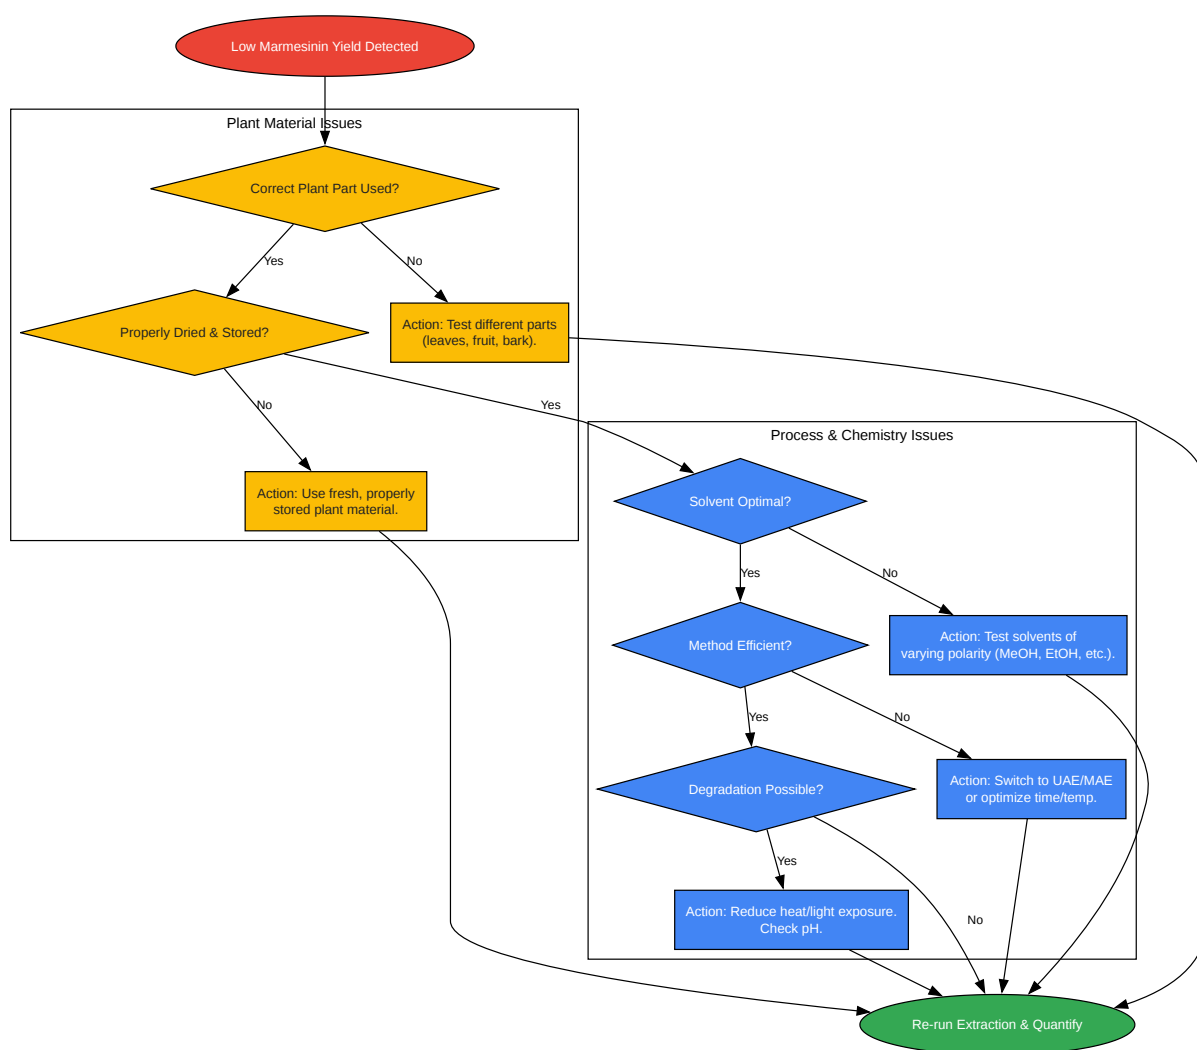 Low Marmesinin Yield Detected
Plant Material Issues
Correct Plant Part Used?
Yes
No
Properly Dried & Stored?
Action: Test different parts
(leaves, fruit, bark).
No
Yes
Action: Use fresh, properly
stored plant material.
Process & Chemistry Issues
Solvent Optimal?
Yes
No
Method Efficient?
Action: Test solvents of
varying polarity (MeOH, EtOH, etc.).
Yes
No
Degradation Possible?
Action: Switch to UAE/MAE
or optimize time/temp.
Yes
No
Action: Reduce heat/light exposure.
Check pH.
Re-run Extraction & Quantify